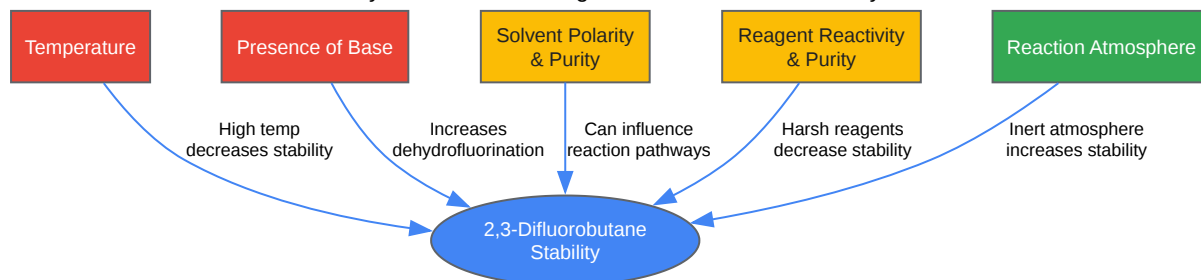 Temperature
Presence of Base
Solvent Polarity
& Purity
Reagent Reactivity
& Purity
Reaction Atmosphere
High temp
decreases stability
Increases
dehydrofluorination
Can influence
reaction pathways
Harsh reagents
decrease stability
Inert atmosphere
increases stability
2,3-Difluorobutane
Stability